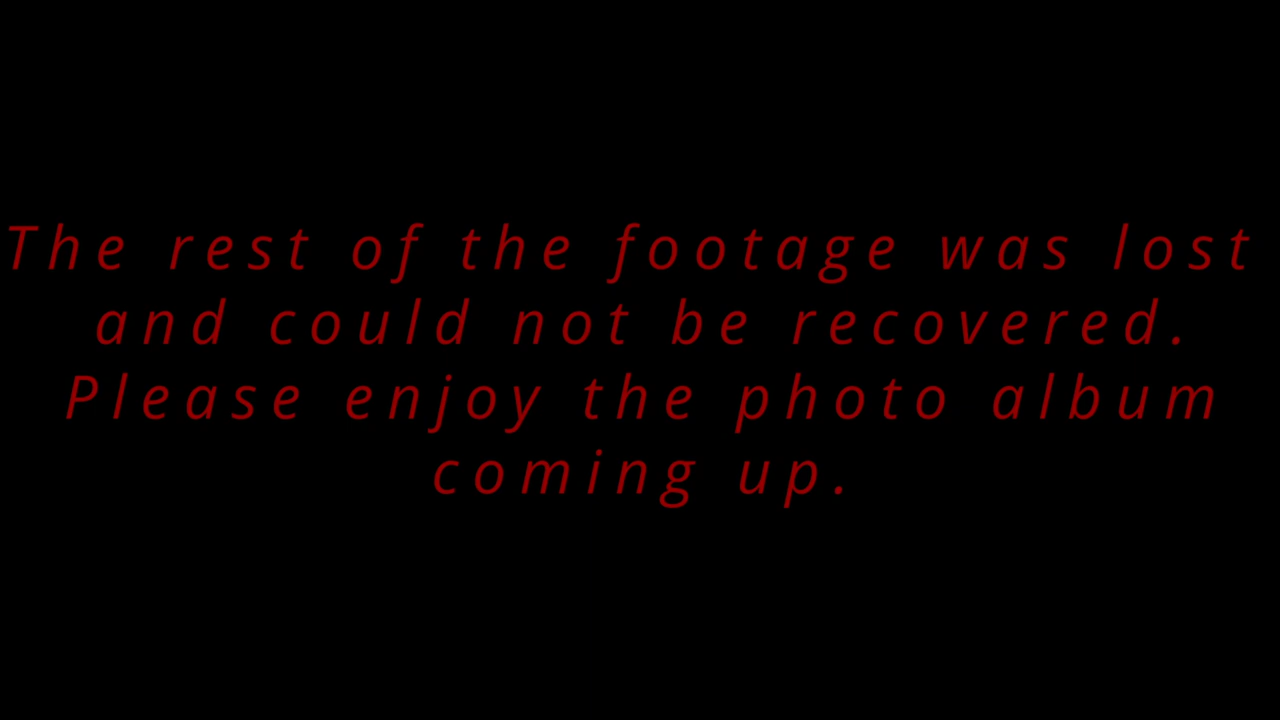 The rest of the footage was lost
and could not be recovered.
Please enjoy the photo album
coming up.